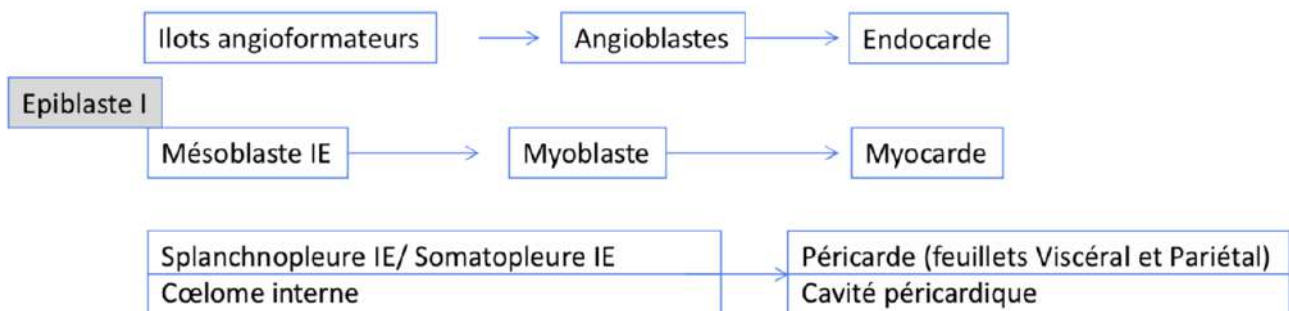 Ilots angioformateurs Angioblastes Endocarde
Epiblaste I
Mésoblaste IE Myoblaste Myocarde
Splanchnopleure IE/ Somatopleure IE Péricarde (feuillets Viscéral et Pariétal)
Cœlome interne Cavité péricardique